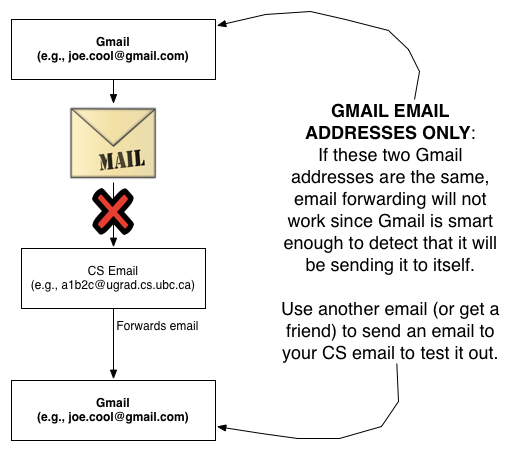 Gmail
(e.g., joe.cool@gmail.com)
MAIL
CS Email
(e.g., a1b2c@ugrad.cs.ubc.ca)
Forwards email
Gmail
(e.g., joe.cool@gmail.com)
GMAIL EMAIL
ADDRESSES ONLY:
If these two Gmail
addresses are the same,
email forwarding will not
work since Gmail is smart
enough to detect that it will
be sending it to itself.
Use another email (or get a
friend) to send an email to
your CS email to test it out.